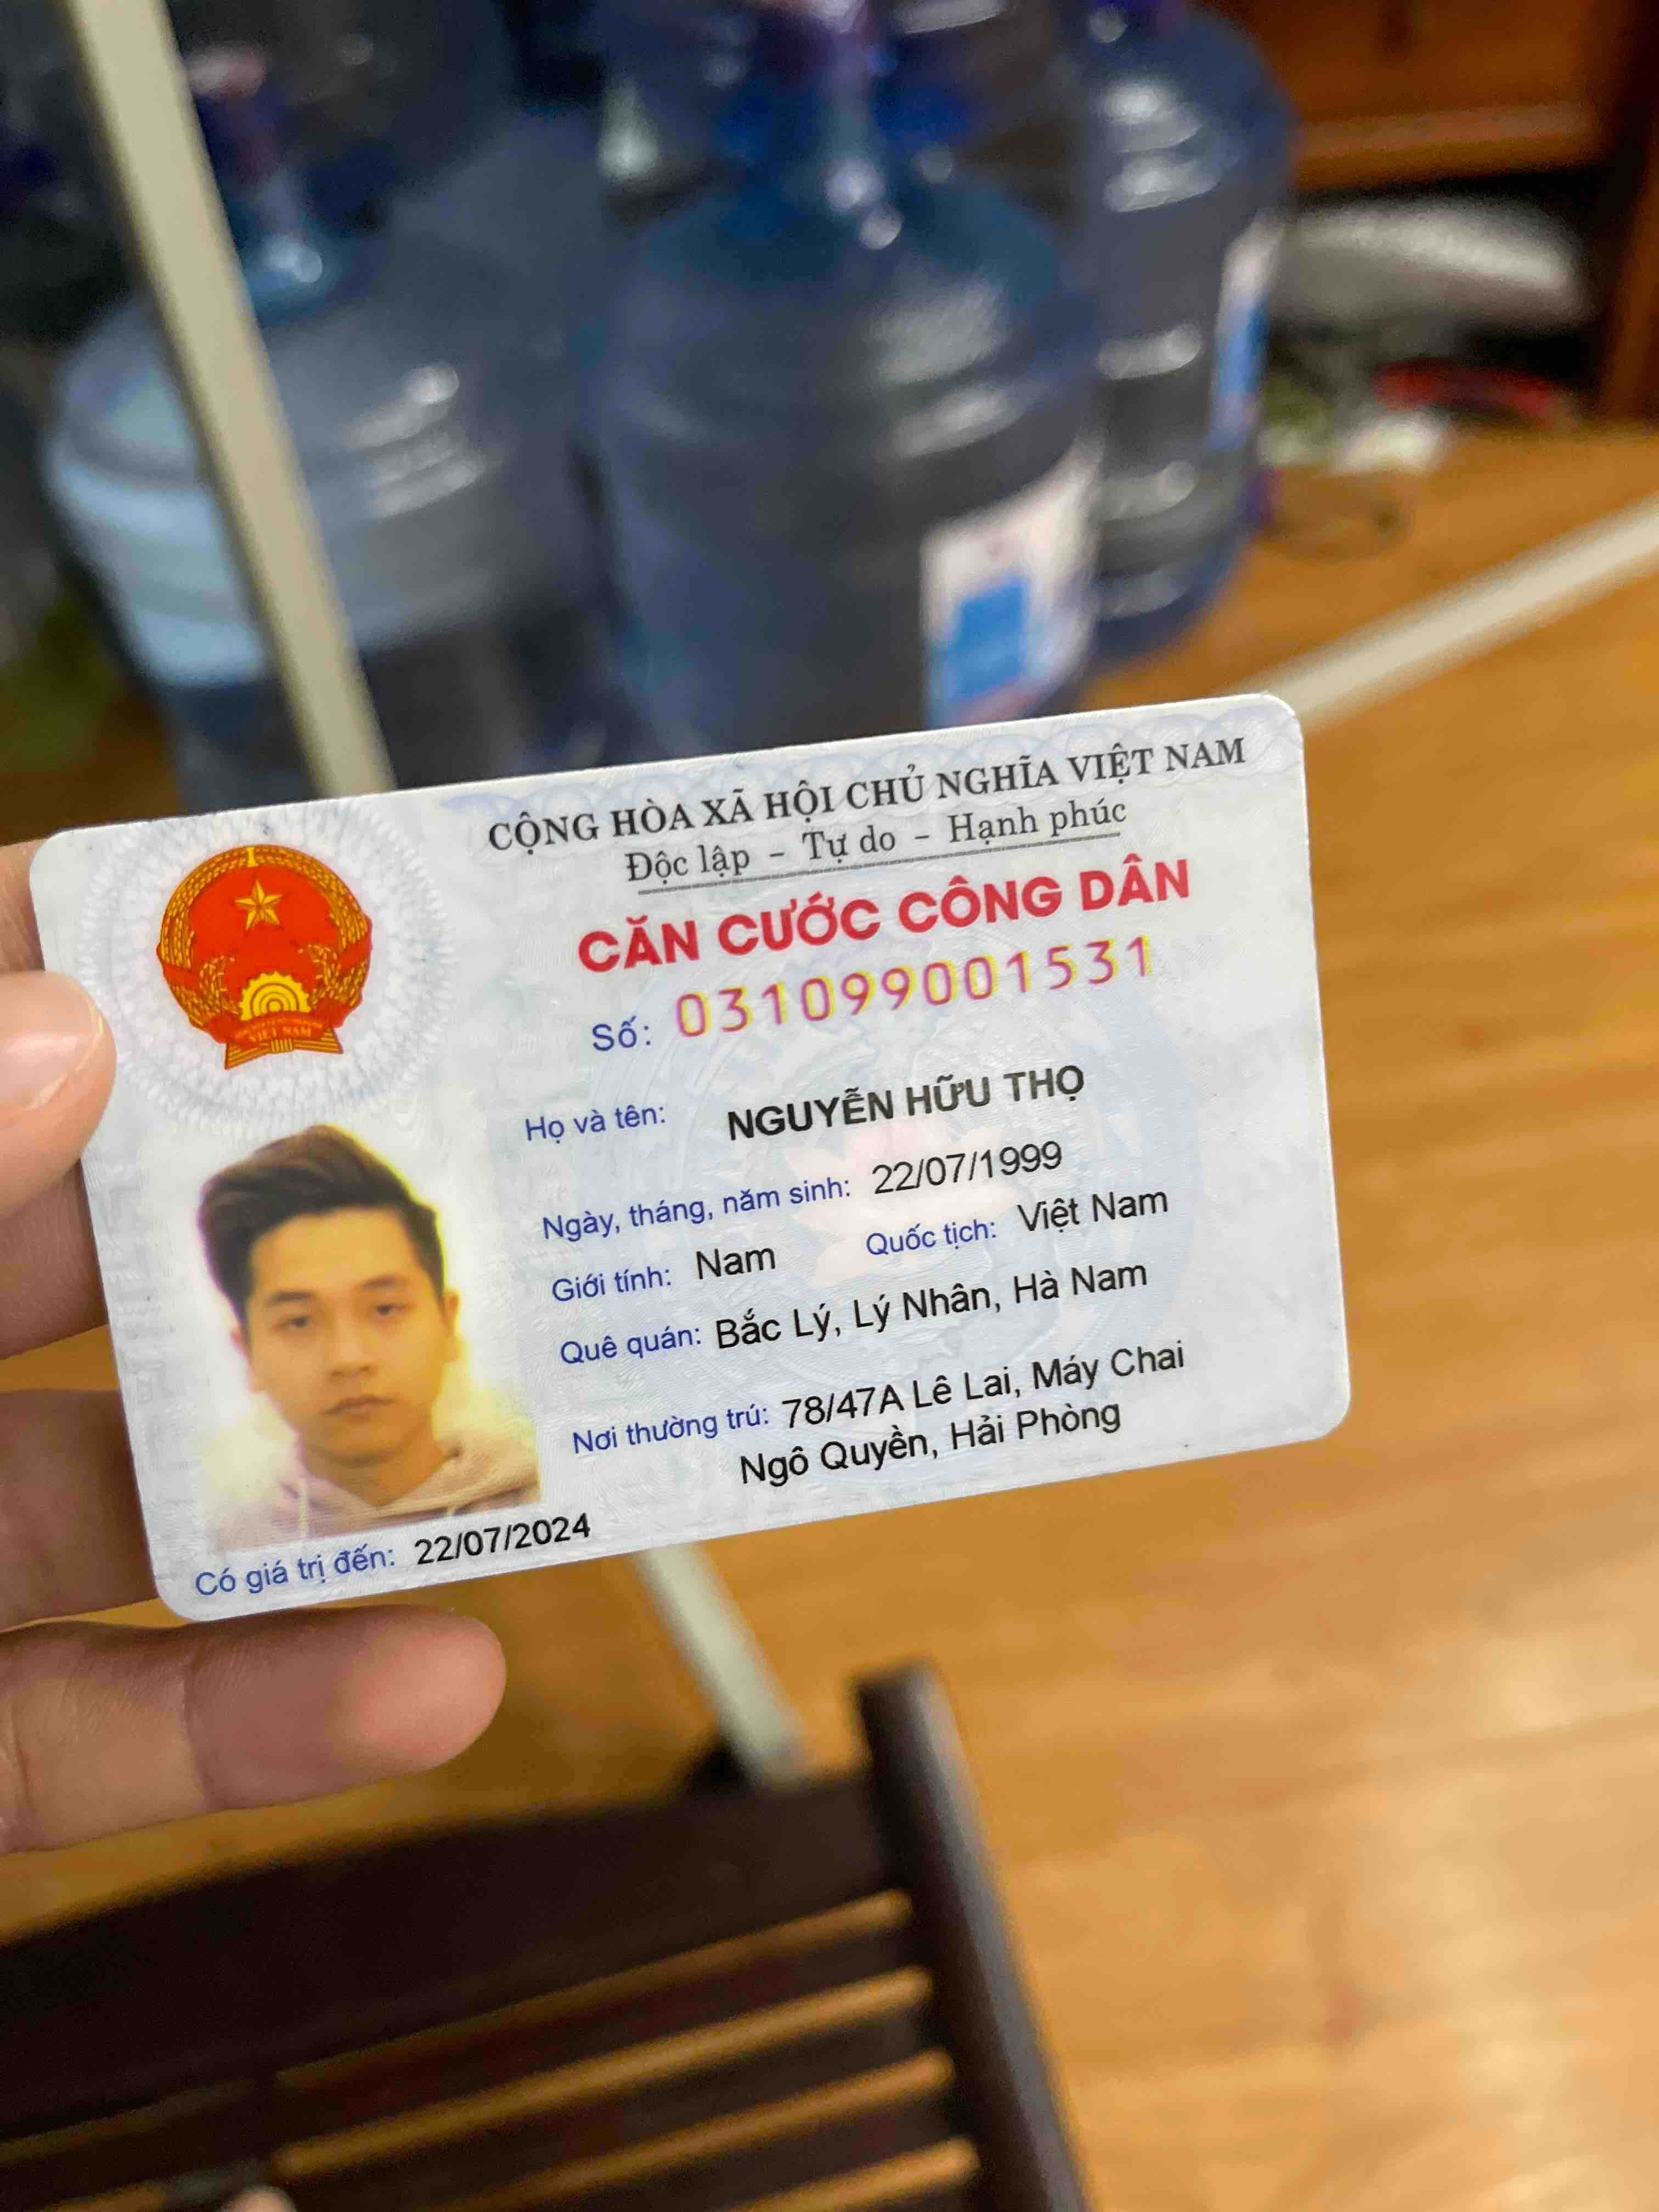 CỘNG HÒA XÃ HỘI CHỦ NGHĨA VIỆT NAM
Độc lập - Tự do - Hạnh phúc
CĂN CƯỚC CÔNG DÂN
Số: 031099001531
Họ và tên: NGUYỄN HỮU THỌ
Ngày, tháng, năm sinh: 22/07/1999
Giới tính: Nam Quốc tịch: Việt Nam
Quê quán: Bắc Lý, Lý Nhân, Hà Nam
Nơi thường trú: 78/47A Lê Lai, Máy Chai
Ngô Quyền, Hải Phòng
Có giá trị đến: 22/07/2024
VIỆT NAM